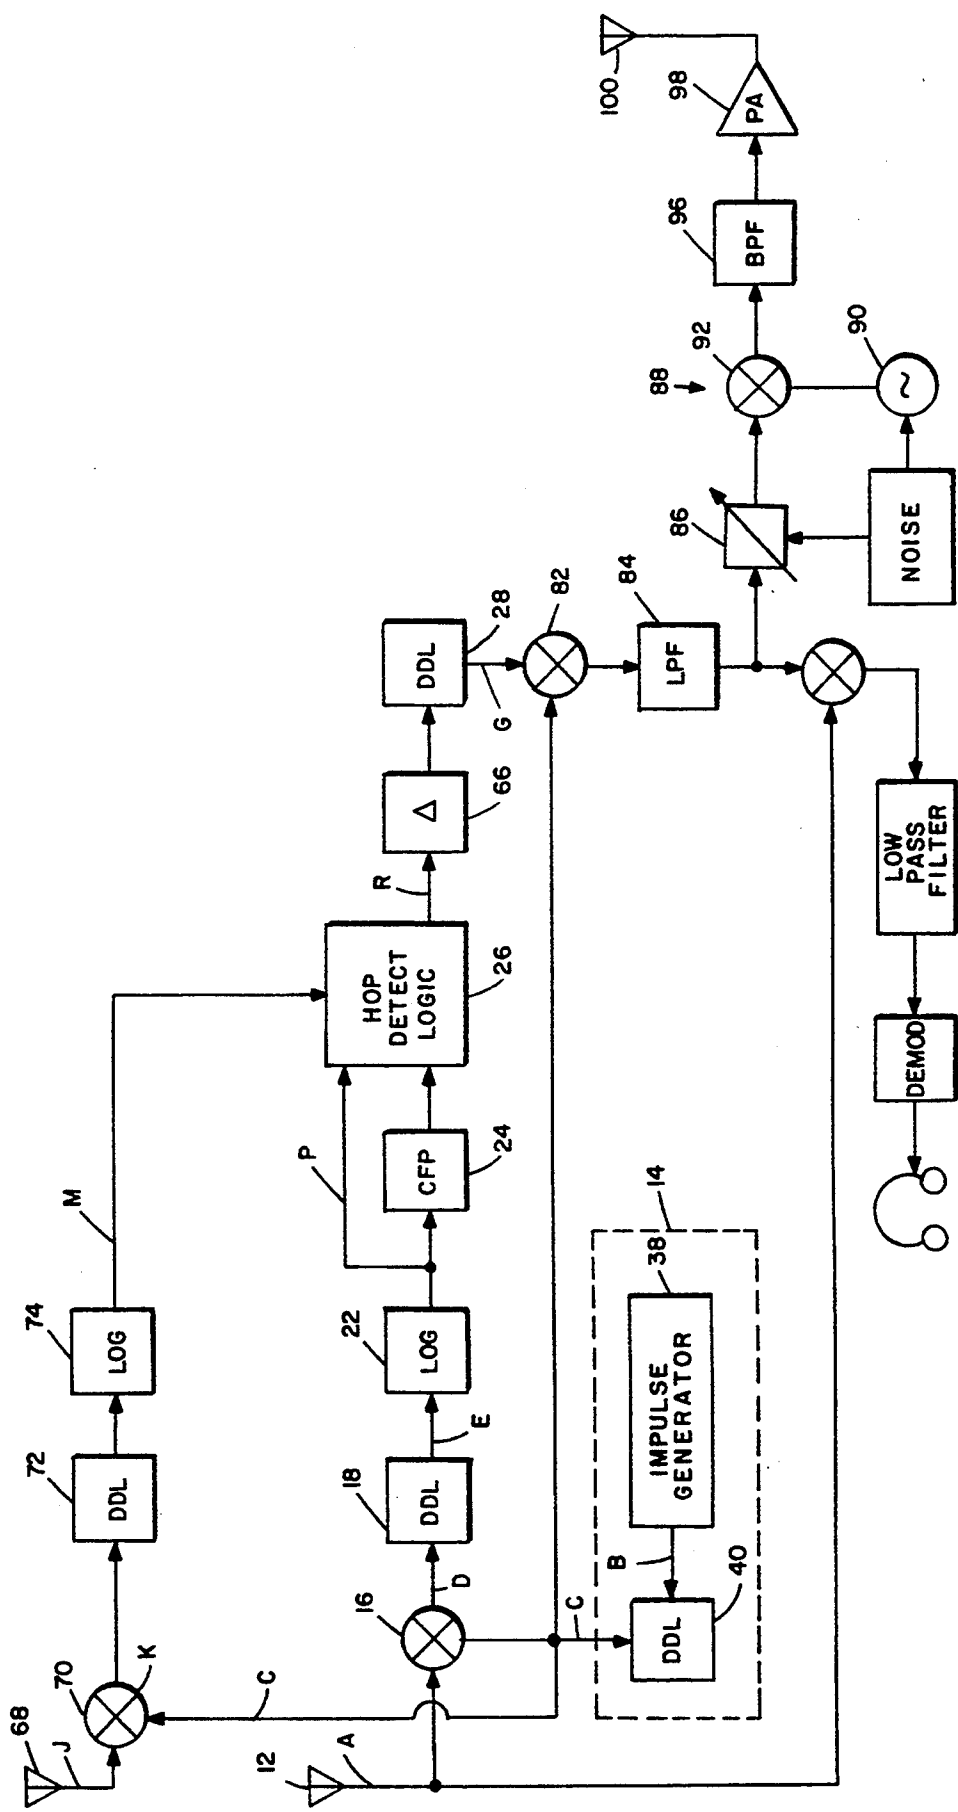 68
J
70
K
C
72
DDL
74
LOG
M
12
A
16
D
18
DDL
E
22
LOG
P
CFP
24
HOP
DETECT
LOGIC
26
R
Δ
66
DDL
28
G
82
C
B
DDL
40
IMPULSE
GENERATOR
38
14
LPF
84
86
88
92
90
~
NOISE
BPF
96
PA
98
100
LOW
PASS
FILTER
DEMOD